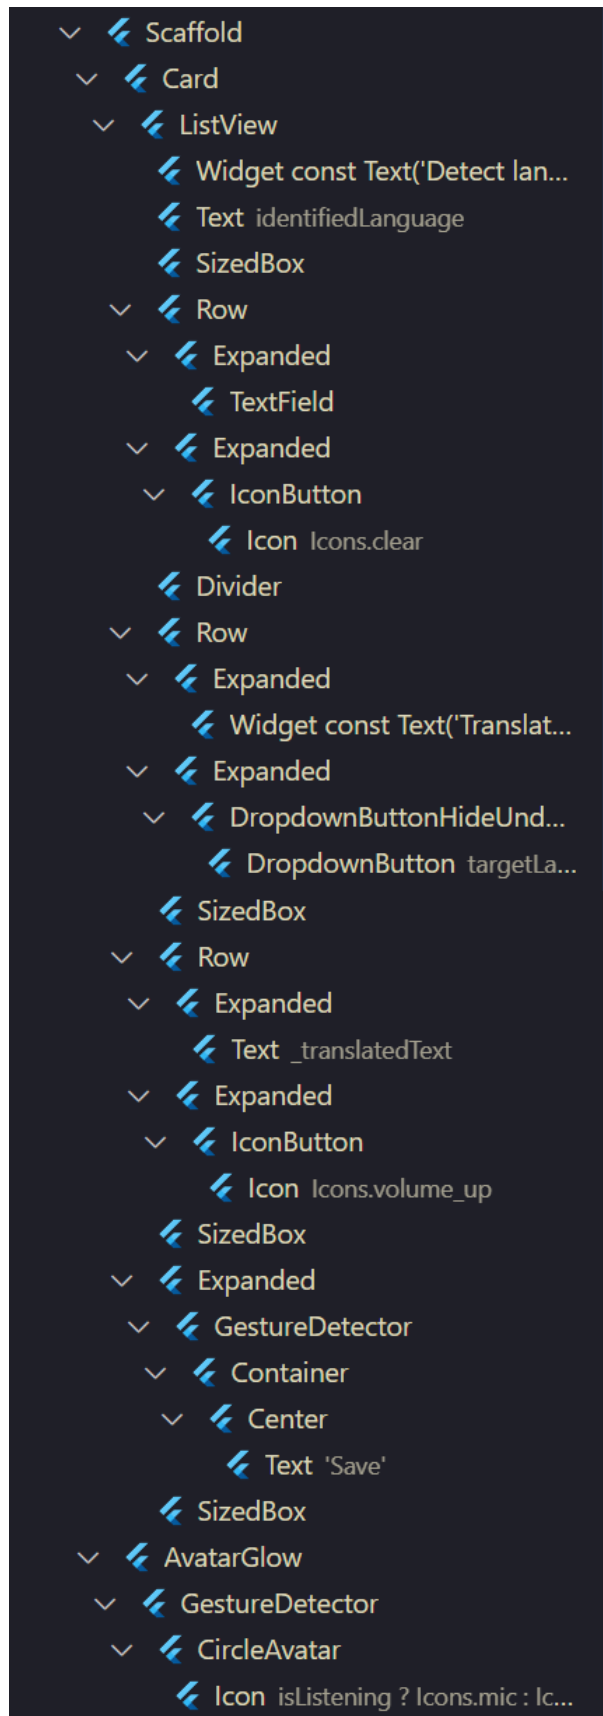 Scaffold
Card
ListView
Widget const Text('Detect lan...
Text identifiedLanguage
SizedBox
Row
Expanded
TextField
Expanded
IconButton
Icon Icons.clear
Divider
Row
Expanded
Widget const Text('Translat...
Expanded
DropdownButtonHideUnd...
DropdownButton targetLa...
SizedBox
Row
Expanded
Text _translatedText
Expanded
IconButton
Icon Icons.volume_up
SizedBox
Expanded
GestureDetector
Container
Center
Text 'Save'
SizedBox
AvatarGlow
GestureDetector
CircleAvatar
Icon isListening ? Icons.mic : Ic...